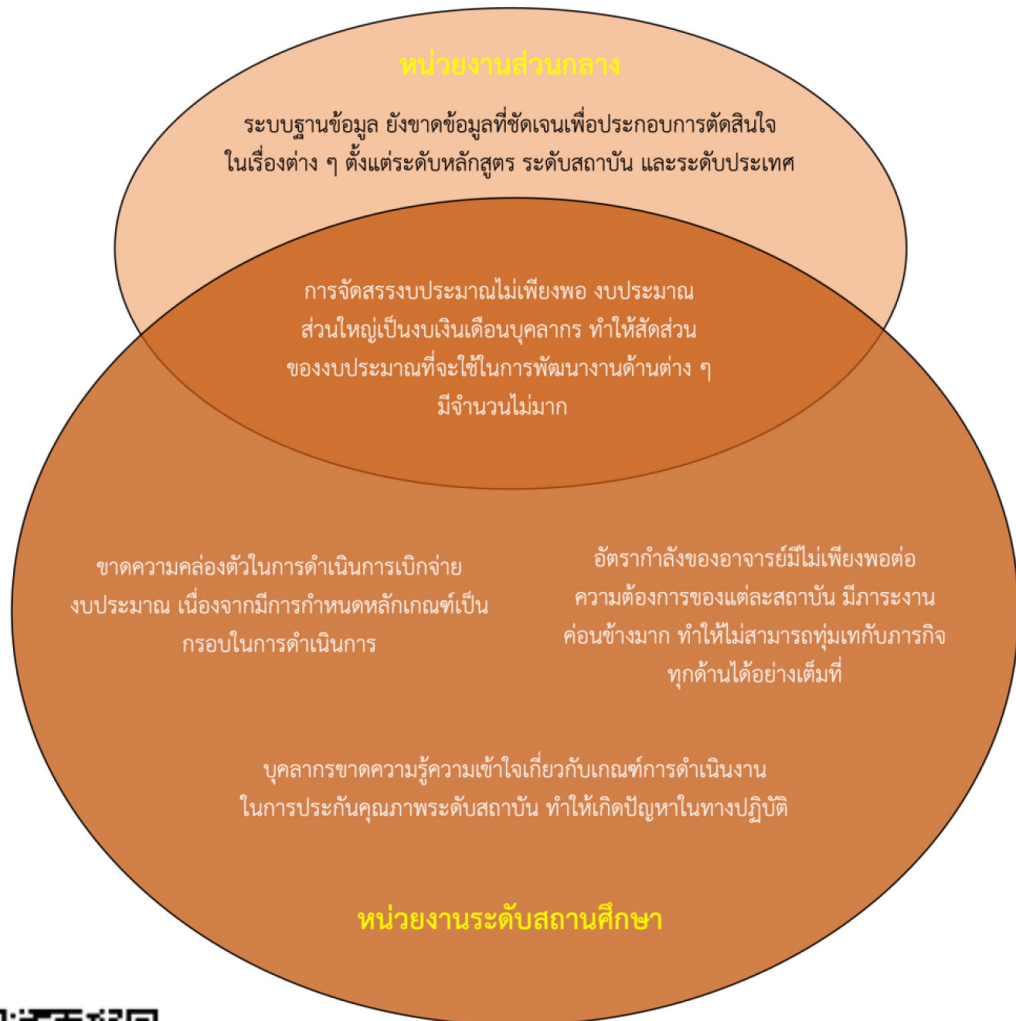 หน่วยงานส่วนกลาง
ระบบฐานข้อมูล ยังขาดข้อมูลที่ชัดเจนเพื่อประกอบการตัดสินใจ
ในเรื่องต่าง ๆ ตั้งแต่ระดับหลักสูตร ระดับสถาบัน และระดับประเทศ
การจัดสรรงบประมาณไม่เพียงพอ งบประมาณ
ส่วนใหญ่เป็นงบเงินเดือนบุคลากร ทำให้สัดส่วน
ของงบประมาณที่จะใช้ในการพัฒนางานด้านต่าง ๆ
มีจำนวนไม่มาก
ขาดความคล่องตัวในการดำเนินการเบิกจ่าย
งบประมาณ เนื่องจากมีการกำหนดหลักเกณฑ์เป็น
กรอบในการดำเนินการ
อัตรากำลังของอาจารย์มีไม่เพียงพอต่อ
ความต้องการของแต่ละสถาบัน มีภาระงาน
ค่อนข้างมาก ทำให้ไม่สามารถทุ่มเทกับภารกิจ
ทุกด้านได้อย่างเต็มที่
บุคลากรขาดความรู้ความเข้าใจเกี่ยวกับเกณฑ์การดำเนินงาน
ในการประกันคุณภาพระดับสถาบัน ทำให้เกิดปัญหาในทางปฏิบัติ
หน่วยงานระดับสถานศึกษา